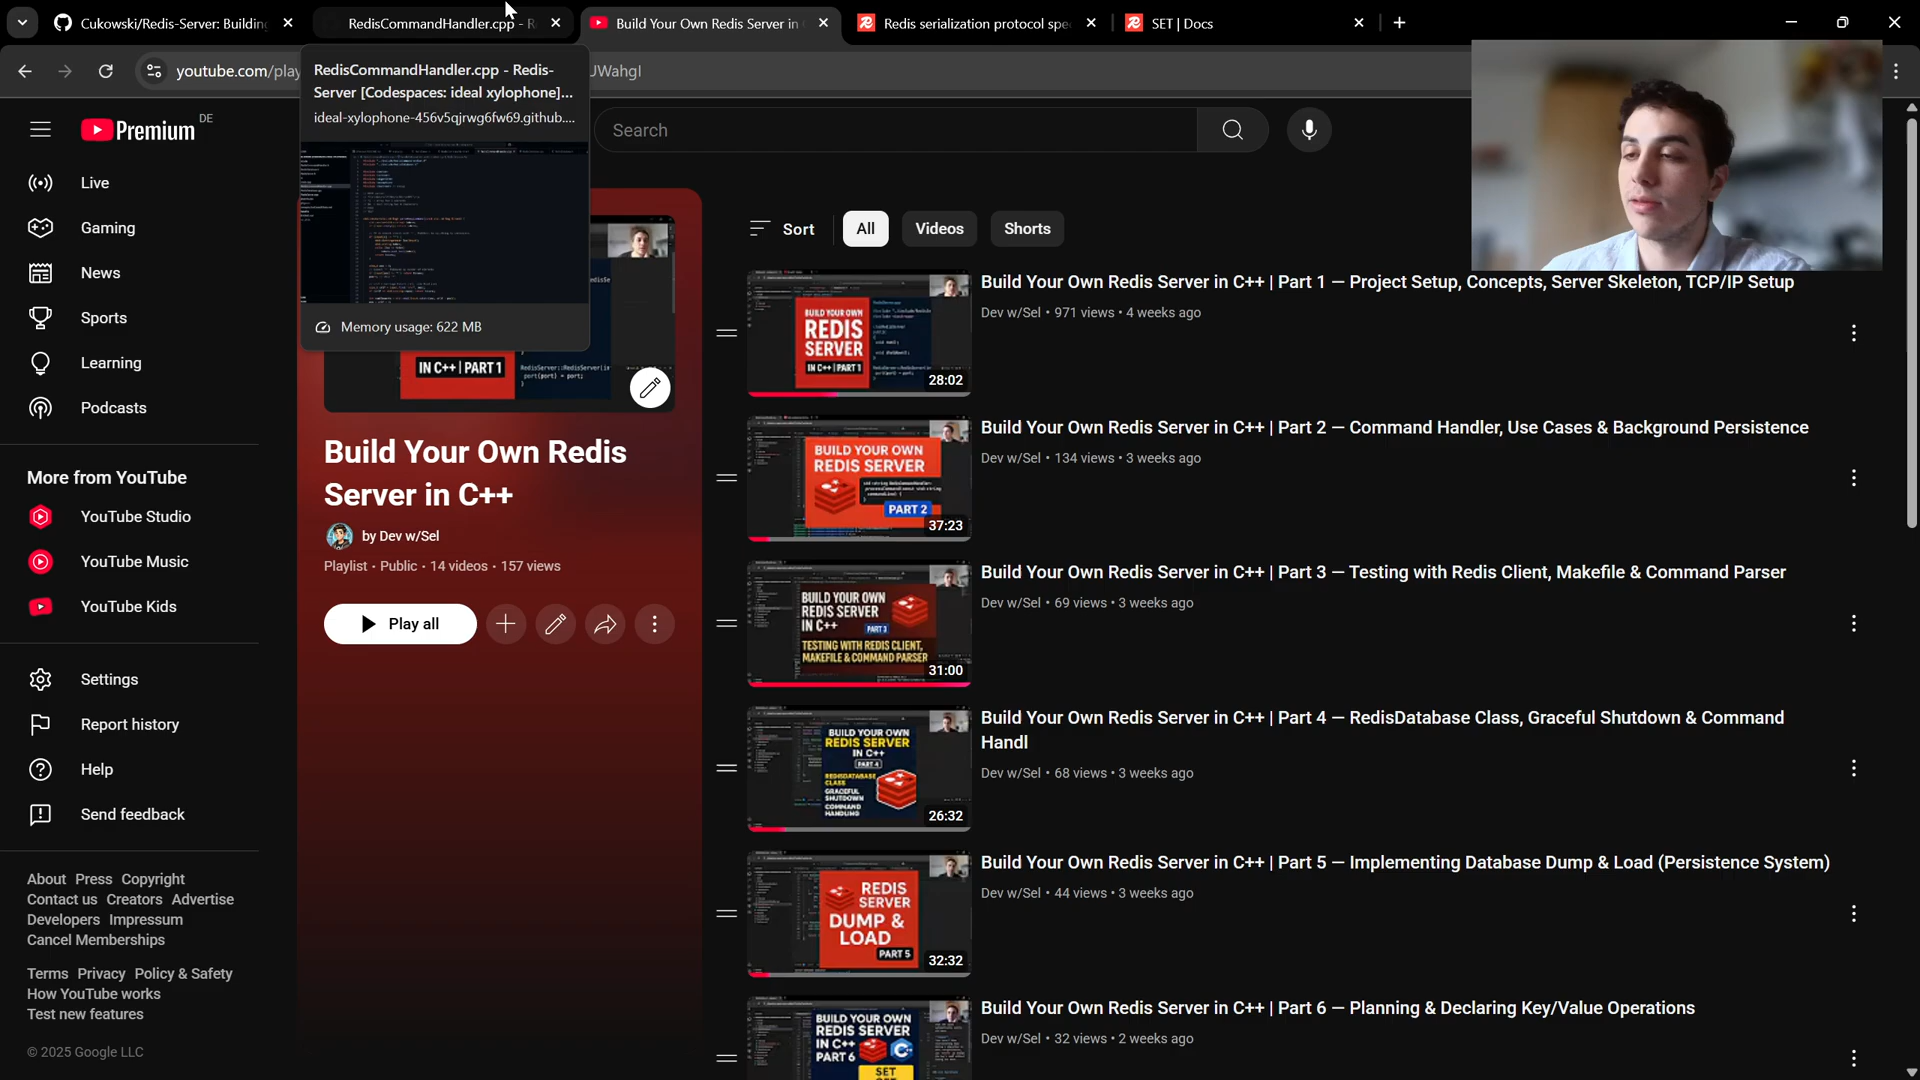 Cukowski/Redis-Server: Building
RedisCommandHandler.cpp - R
Build Your Own Redis Server in
Redis serialization protocol spe
SET | Docs
youtube.com/play
JWahgI
RedisCommandHandler.cpp - Redis-
Server [Codespaces: ideal xylophone]...
ideal-xylophone-456v5qjrwg6fw69.github....
Memory usage: 622 MB
Premium
DE
Search
Live
Gaming
News
Sports
Learning
Podcasts
More from YouTube
YouTube Studio
YouTube Music
YouTube Kids
Settings
Report history
Help
Send feedback
About Press Copyright
Contact us Creators Advertise
Developers Impressum
Cancel Memberships
Terms Privacy Policy & Safety
How YouTube works
Test new features
© 2025 Google LLC
IN C++ | PART 1
Build Your Own Redis
Server in C++
by Dev w/Sel
Playlist • Public • 14 videos • 157 views
Play all
Sort
All
Videos
Shorts
BUILD YOUR OWN
REDIS
SERVER
IN C++ | PART 1
28:02
Build Your Own Redis Server in C++ | Part 1 — Project Setup, Concepts, Server Skeleton, TCP/IP Setup
Dev w/Sel • 971 views • 4 weeks ago
BUILD YOUR OWN
REDIS SERVER
PART 2
37:23
Build Your Own Redis Server in C++ | Part 2 — Command Handler, Use Cases & Background Persistence
Dev w/Sel • 134 views • 3 weeks ago
BUILD YOUR OWN
REDIS SERVER
IN C++
PART 3
TESTING WITH REDIS CLIENT,
MAKEFILE & COMMAND PARSER
31:00
Build Your Own Redis Server in C++ | Part 3 — Testing with Redis Client, Makefile & Command Parser
Dev w/Sel • 69 views • 3 weeks ago
BUILD YOUR OWN
REDIS SERVER
IN C++
PART 4
REDISDATABASE
CLASS
GRACEFUL
SHUTDOWN
COMMAND
HANDLING
26:32
Build Your Own Redis Server in C++ | Part 4 — RedisDatabase Class, Graceful Shutdown & Command
Handl
Dev w/Sel • 68 views • 3 weeks ago
REDIS
SERVER
DUMP &
LOAD
PART 5
32:32
Build Your Own Redis Server in C++ | Part 5 — Implementing Database Dump & Load (Persistence System)
Dev w/Sel • 44 views • 3 weeks ago
BUILD YOUR OWN
REDIS SERVER
IN C++
PART 6
SET
Build Your Own Redis Server in C++ | Part 6 — Planning & Declaring Key/Value Operations
Dev w/Sel • 32 views • 2 weeks ago